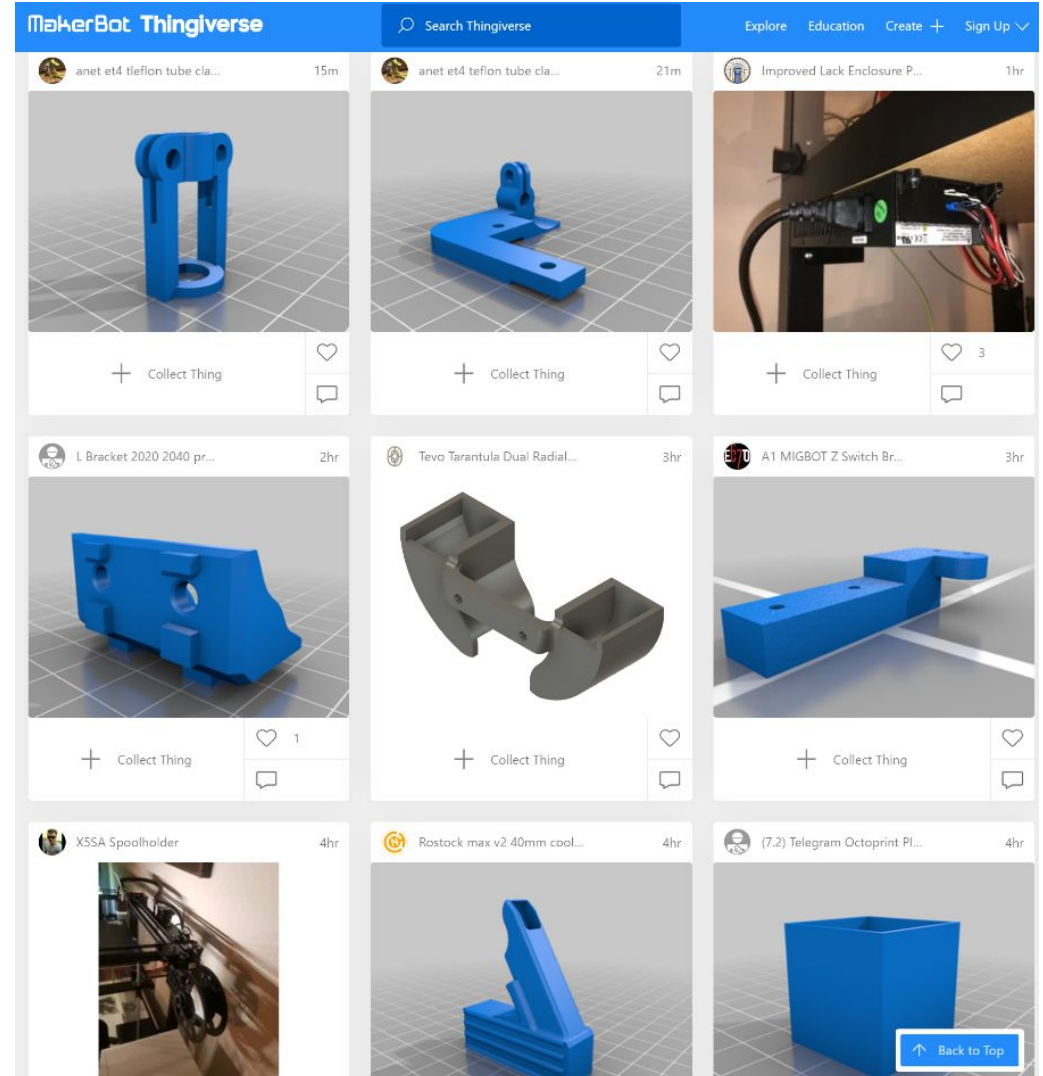 MakerBot Thingiverse
Search Thingiverse
Explore Education Create Sign Up
anet et4 tleflon tube cla... 15m
anet et4 teflon tube cla... 21m
Improved Lack Enclosure P... 1hr
Collect Thing
Collect Thing
Collect Thing
3
L Bracket 2020 2040 pr... 2hr
Tevo Tarantula Dual Radial... 3hr
A1 MIGBOT Z Switch Br... 3hr
Collect Thing
1
Collect Thing
Collect Thing
X5SA Spoolholder 4hr
Rostock max v2 40mm cool... 4hr
(7.2) Telegram Octoprint Pl... 4hr
Back to Top